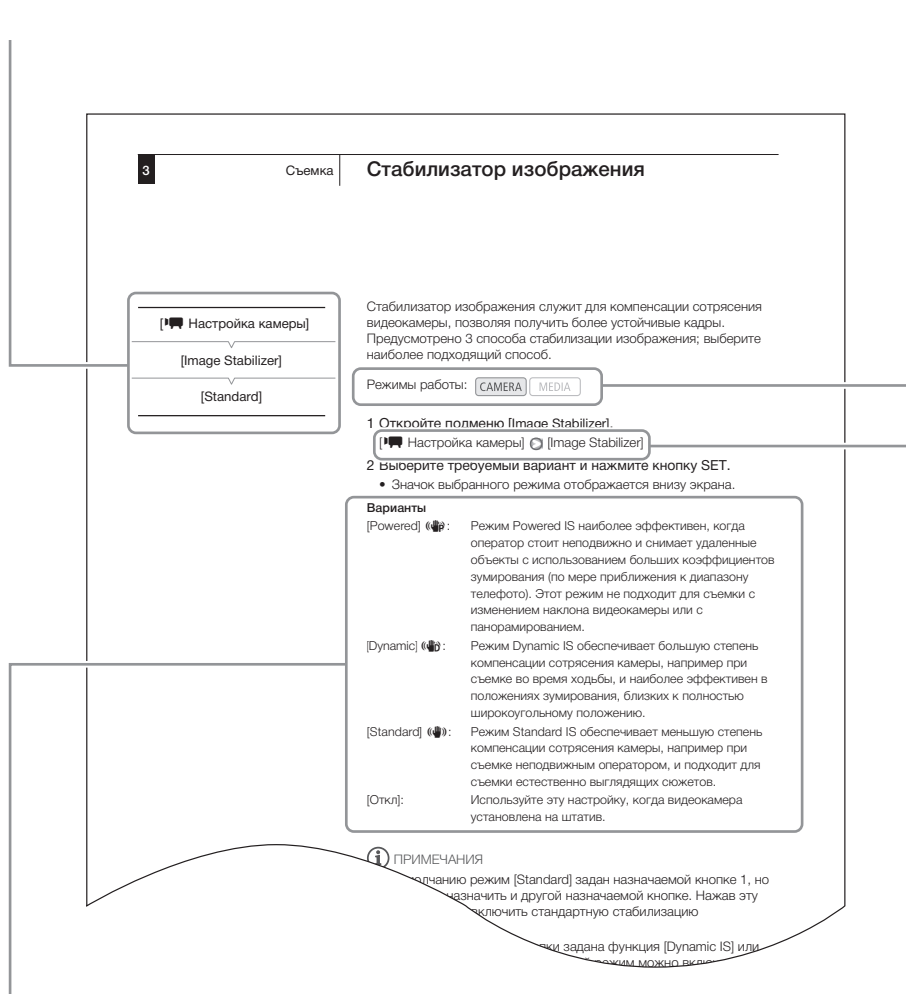 3
Съемка
Стабилизатор изображения
[ Настройка камеры]
[Image Stabilizer]
[Standard]
Стабилизатор изображения служит для компенсации сотрясения
видеокамеры, позволяя получить более устойчивые кадры.
Предусмотрено 3 способа стабилизации изображения; выберите
наиболее подходящий способ.
Режимы работы: CAMERA MEDIA
1 Откройте подменю [Image Stabilizer].
[ Настройка камеры] [Image Stabilizer]
2 Выберите требуемый вариант и нажмите кнопку SET.
• Значок выбранного режима отображается внизу экрана.
Варианты
[Powered] : Режим Powered IS наиболее эффективен, когда
оператор стоит неподвижно и снимает удаленные
объекты с использованием больших коэффициентов
зумирования (по мере приближения к диапазону
телефото). Этот режим не подходит для съемки с
изменением наклона видеокамеры или с
панорамированием.
[Dynamic] : Режим Dynamic IS обеспечивает большую степень
компенсации сотрясения камеры, например при
съемке во время ходьбы, и наиболее эффективен в
положениях зумирования, близких к полностью
широкоугольному положению.
[Standard] : Режим Standard IS обеспечивает меньшую степень
компенсации сотрясения камеры, например при
съемке неподвижным оператором, и подходит для
съемки естественно выглядящих сюжетов.
[Откл]: Используйте эту настройку, когда видеокамера
установлена на штатив.
ПРИМЕЧАНИЯ
режим [Standard] задан назначаемой кнопке 1, но
назначить и другой назначаемой кнопке. Нажав эту
включить стандартную стабилизацию
задана функция [Dynamic IS] или
можно